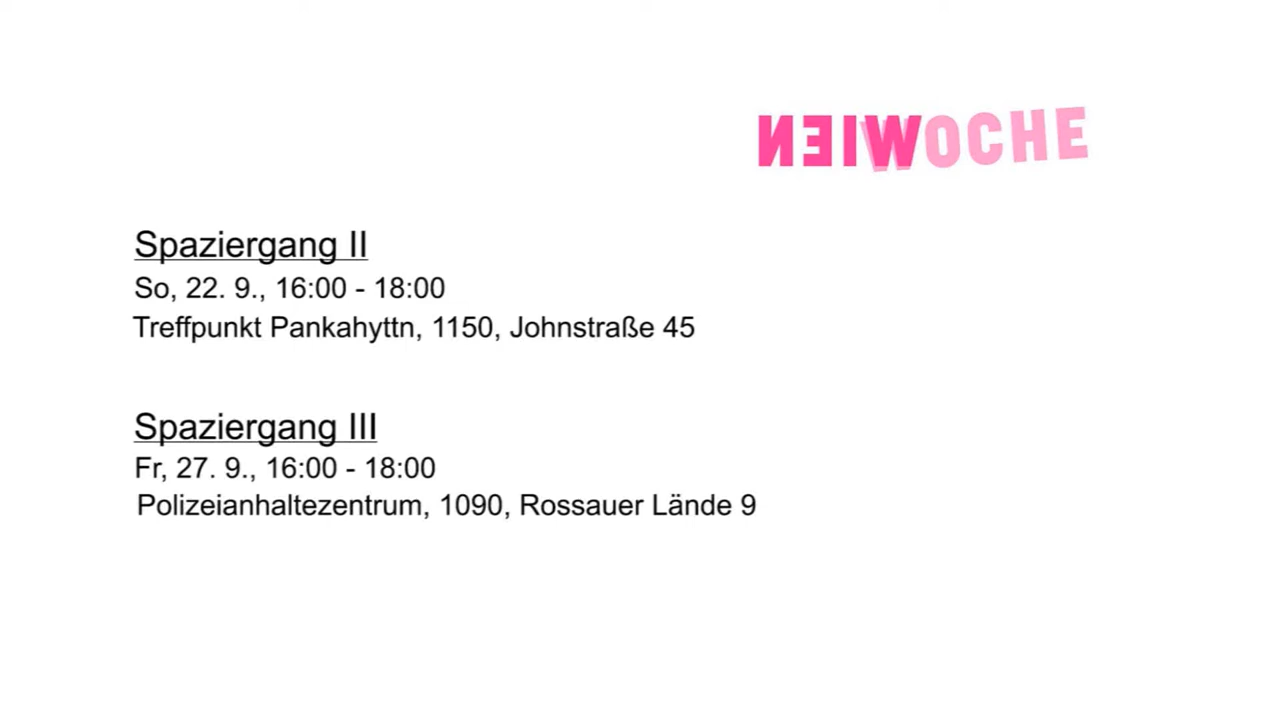 WIENWOCHE
Spaziergang II
So, 22. 9., 16:00 - 18:00
Treffpunkt Pankahyttn, 1150, Johnstraße 45
Spaziergang III
Fr, 27. 9., 16:00 - 18:00
Polizeianhaltezentrum, 1090, Rossauer Lände 9